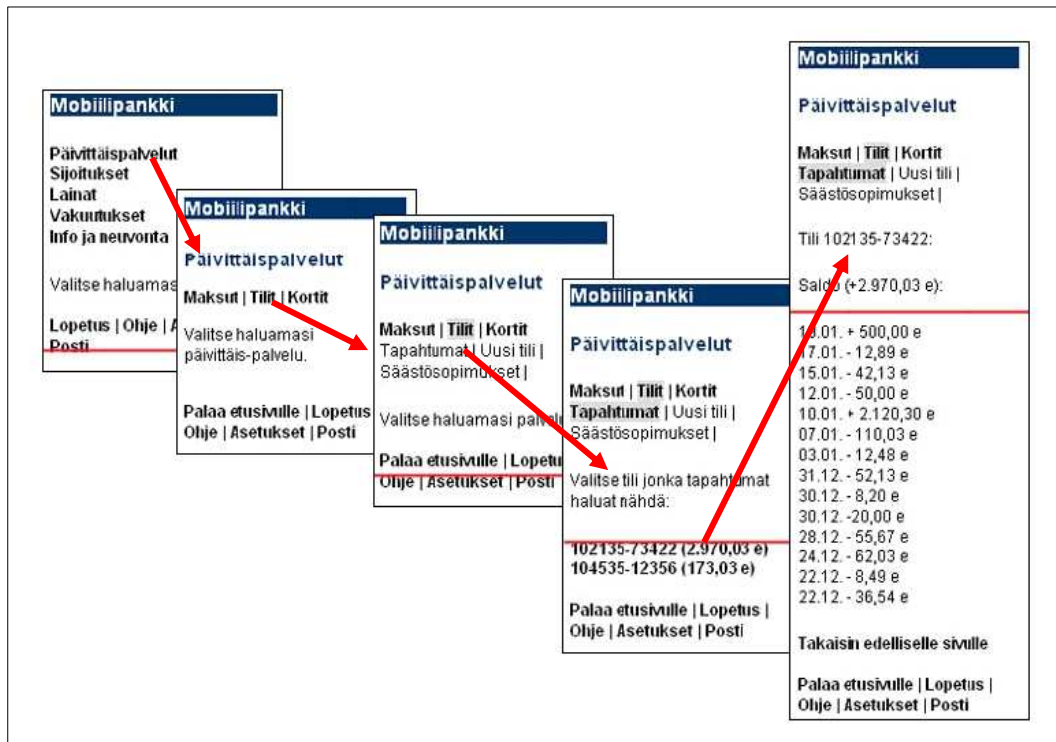 Mobiilipankki
Päivittäispalvelut
Sijoitukset
Lainat
Vakuutukset
Info ja neuvonta
Valitse haluamas
Lopetus | Ohje | A
Posti
Mobiilipankki
Päivittäispalvelut
Maksut | Tilit | Kortit
Valitse haluamasi
päivittäis-palvelu.
Palaa etusivulle | Lopetus
Ohje | Asetukset | Posti
Mobiilipankki
Päivittäispalvelut
Maksut | Tilit | Kortit
Tapahtumat | Uusi tili |
Säästösopimukset |
Valitse haluamasi palvelu
Palaa etusivulle | Lopetu
Ohje | Asetukset | Posti
Mobiilipankki
Päivittäispalvelut
Maksut | Tilit | Kortit
Tapahtumat | Uusi tili |
Säästösopimukset |
Valitse tili jonka tapahtumat
haluat nähdä:
102135-73422 (2.970,03 e)
104535-12356 (173,03 e)
Palaa etusivulle | Lopetus |
Ohje | Asetukset | Posti
Mobiilipankki
Päivittäispalvelut
Maksut | Tilit | Kortit
Tapahtumat | Uusi tili |
Säästösopimukset |
Tili 102135-73422:
Saldo (+2.970,03 e):
+ 500,00 e
17.01. - 12,89 e
15.01. - 42,13 e
12.01. - 50,00 e
10.01. + 2.120,30 e
07.01. - 110,03 e
03.01. - 12,48 e
31.12. - 52,13 e
30.12. - 8,20 e
30.12. -20,00 e
28.12. - 55,67 e
24.12. - 62,03 e
22.12. - 8,49 e
22.12. - 36,54 e
Takaisin edelliselle sivulle
Palaa etusivulle | Lopetus |
Ohje | Asetukset | Posti